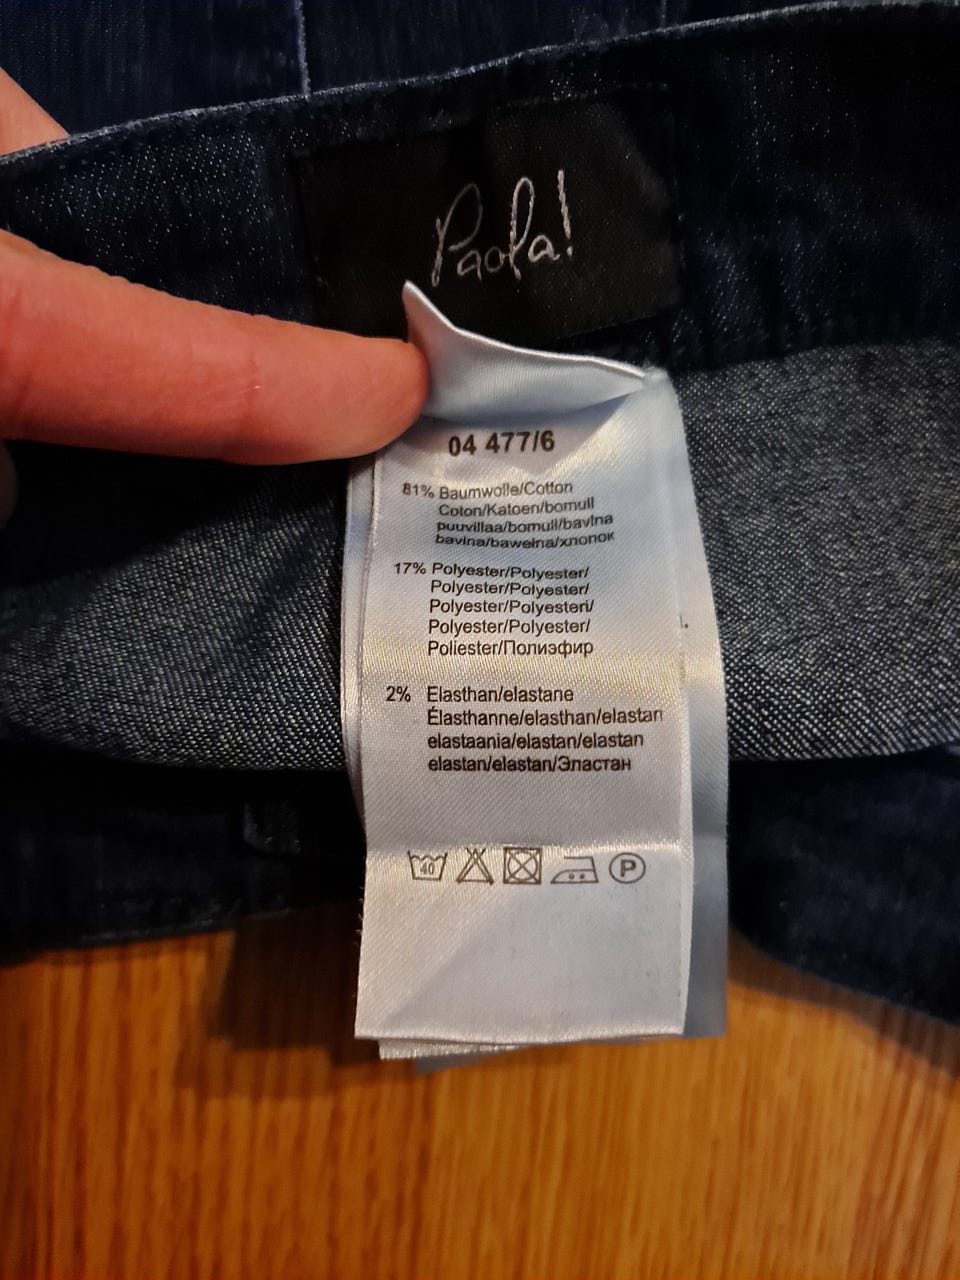 Paola!
04 477/6
81% Baumwolle/Cotton
Coton/Katoen/bomull
puuvillaa/bomull/bavlna
bavlna/bawełna/хлопок
17% Polyester/Polyester/
Polyester/Polyester/
Polyester/Polyesteri/
Polyester/Polyester/
Poliester/Полиэфир
2% Elasthan/elastane
Élasthanne/elasthan/elastan
elastaania/elastan/elastan
elastan/elastan/Эластан
40
P